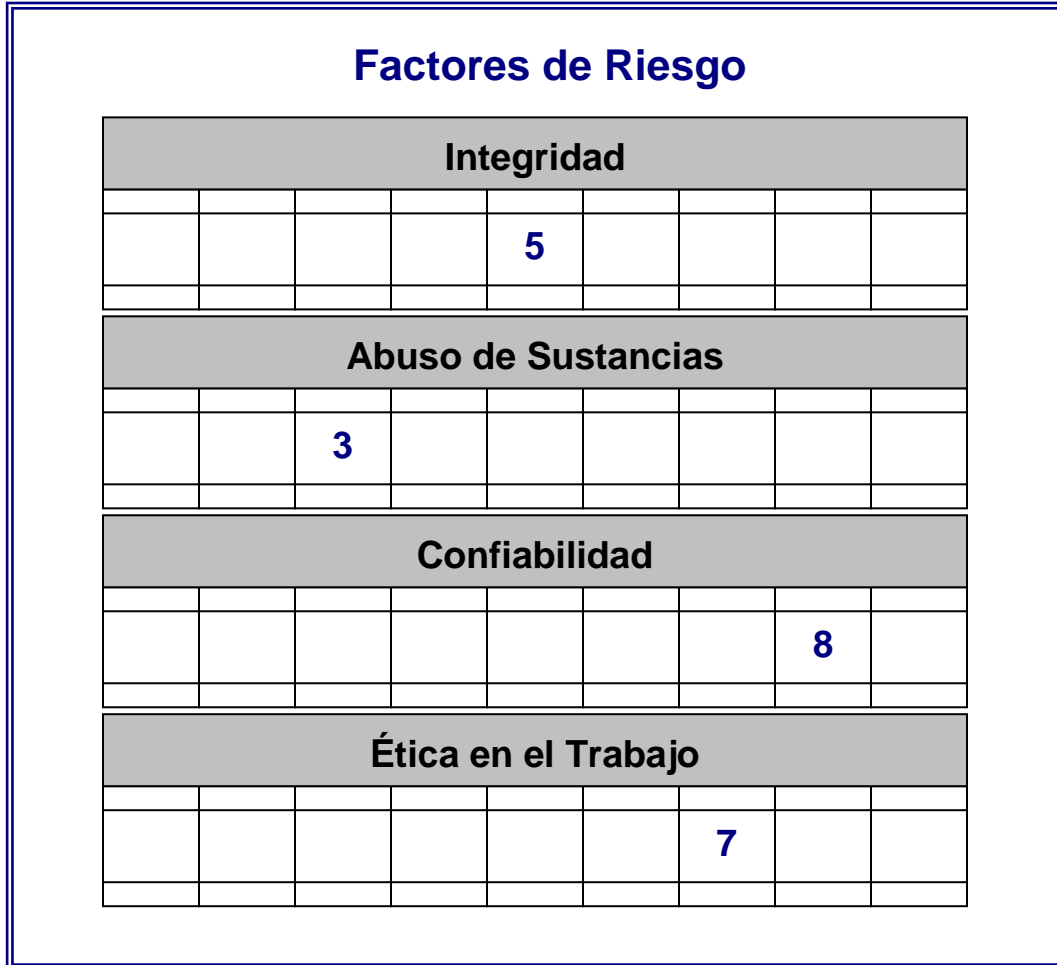 Factores de Riesgo
Integridad
5
Abuso de Sustancias
3
Confiabilidad
8
Ética en el Trabajo
7